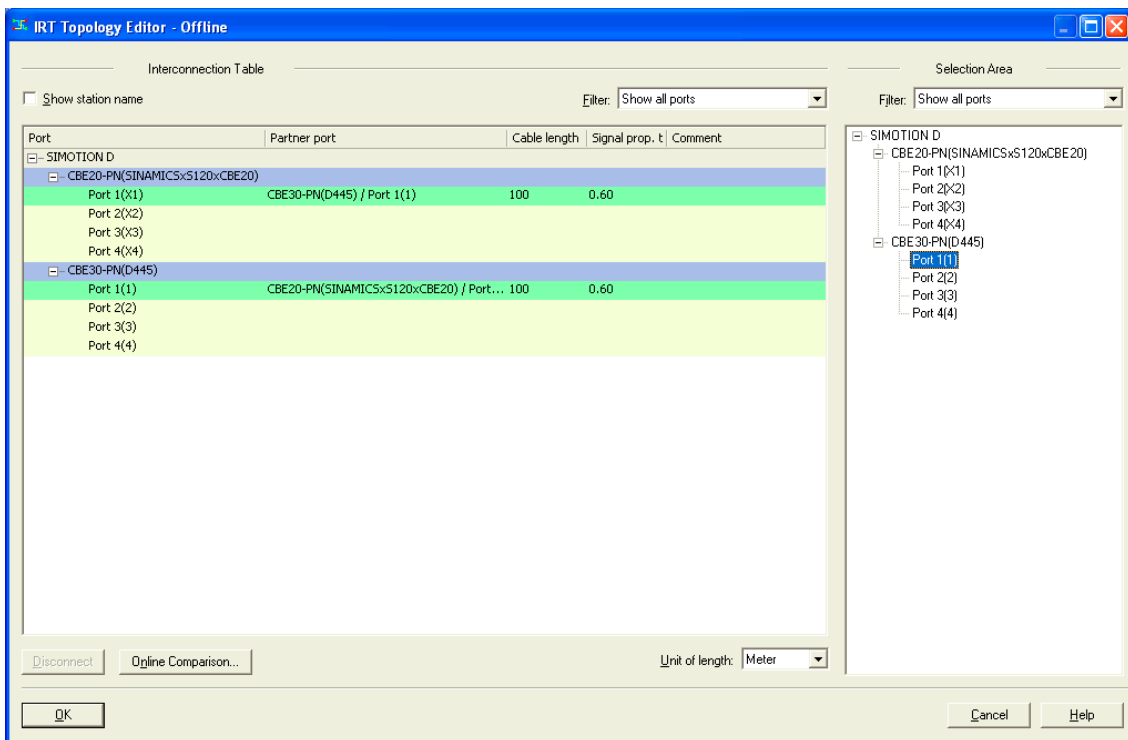 IRT Topology Editor - Offline
Interconnection Table
Selection Area
Show station name
Filter: Show all ports
Filter: Show all ports
Port Partner port Cable length Signal prop. t Comment
SIMOTION D
CBE20-PN(SINAMICSxS120xCBE20)
Port 1(X1) CBE30-PN(D445) / Port 1(1) 100 0.60
Port 2(X2)
Port 3(X3)
Port 4(X4)
CBE30-PN(D445)
Port 1(1) CBE20-PN(SINAMICSxS120xCBE20) / Port... 100 0.60
Port 2(2)
Port 3(3)
Port 4(4)
SIMOTION D
CBE20-PN(SINAMICSxS120xCBE20)
Port 1(X1)
Port 2(X2)
Port 3(X3)
Port 4(X4)
CBE30-PN(D445)
Port 1(1)
Port 2(2)
Port 3(3)
Port 4(4)
Disconnect Online Comparison... Unit of length: Meter
OK Cancel Help